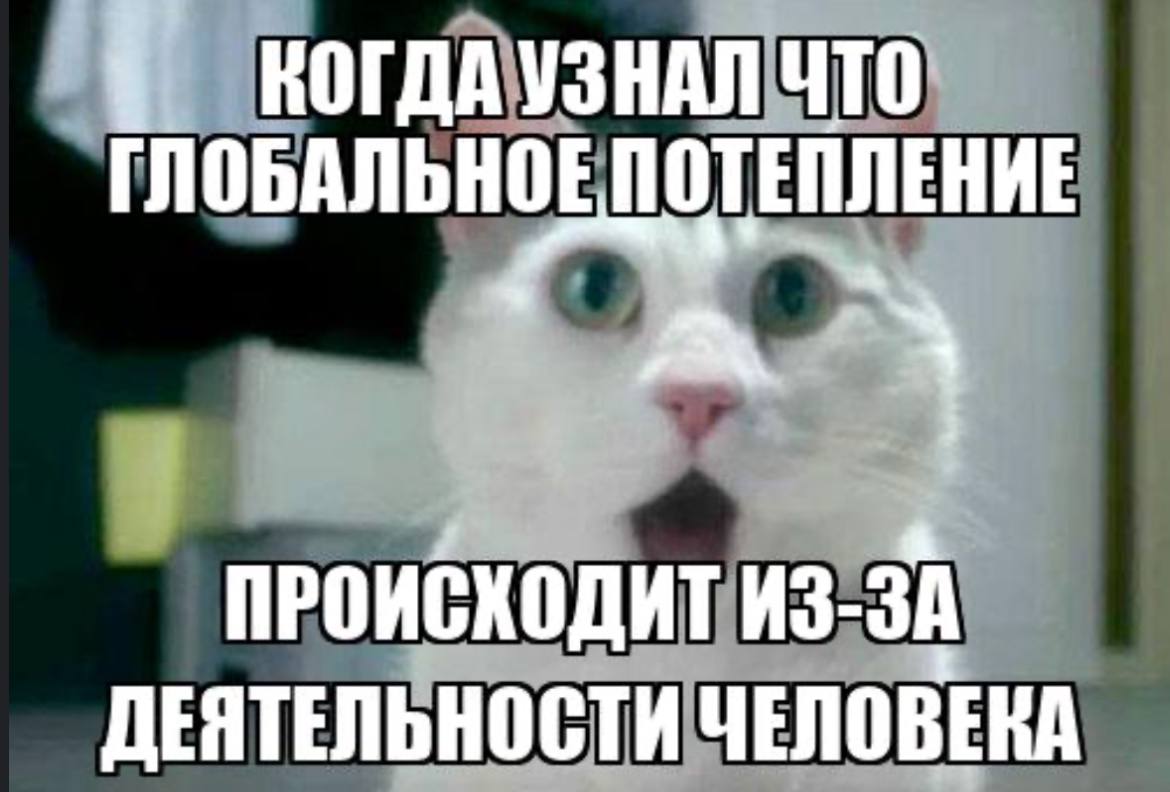 КОГДА УЗНАЛ ЧТО
ГЛОБАЛЬНОЕ ПОТЕПЛЕНИЕ
ПРОИСХОДИТ ИЗ-ЗА
ДЕЯТЕЛЬНОСТИ ЧЕЛОВЕКА